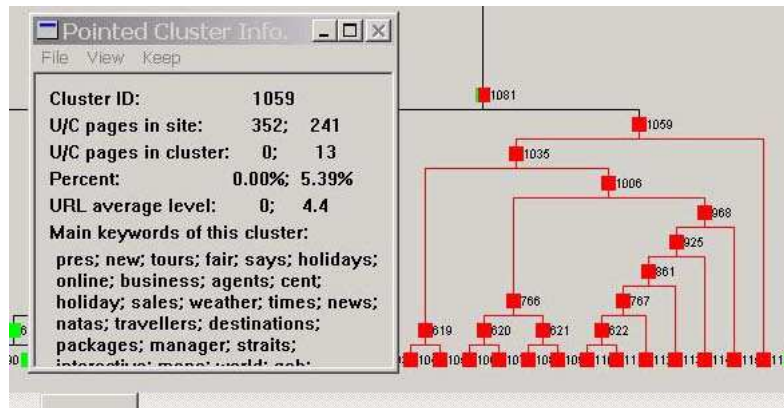 Pointed Cluster Info.
File View Keep
Cluster ID: 1059
U/C pages in site: 352; 241
U/C pages in cluster: 0; 13
Percent: 0.00%; 5.39%
URL average level: 0; 4.4
Main keywords of this cluster:
pres; new; tours; fair; says; holidays;
online; business; agents; cent;
holiday; sales; weather; times; news;
natas; travellers; destinations;
packages; manager; straits;
1081
1059
1035
1006
968
925
861
766
767
619
620
621
622